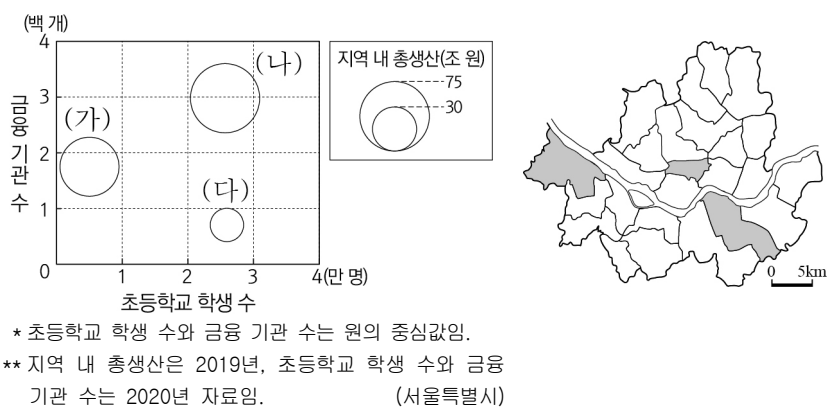 (백 개)
4
3
2
1
0
금융 기관 수
(가)
(나)
(다)
1
2
3
4(만 명)
초등학교 학생 수
지역 내 총생산(조 원)
75
30
0 5km
* 초등학교 학생 수와 금융 기관 수는 원의 중심값임.
** 지역 내 총생산은 2019년, 초등학교 학생 수와 금융
기관 수는 2020년 자료임. (서울특별시)